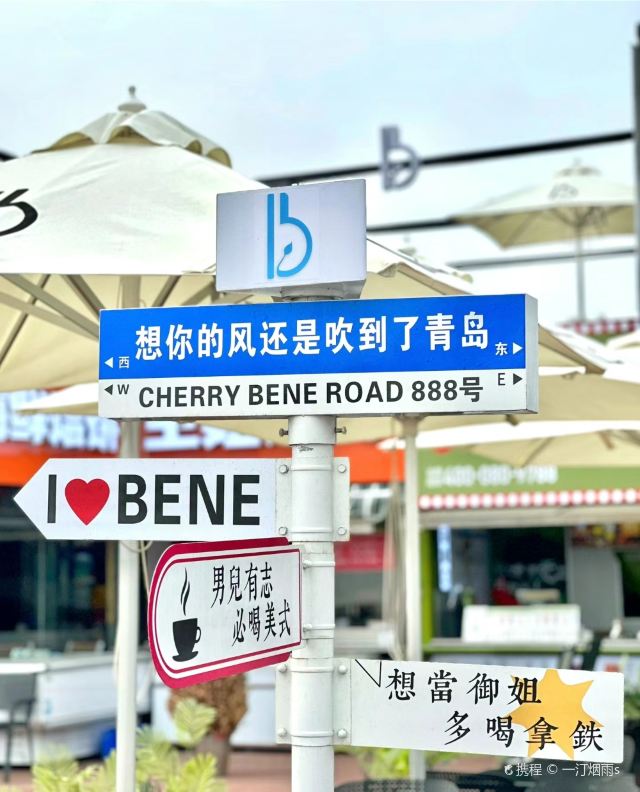 b
想你的风还是吹到了青岛
西 东
W E
CHERRY BENE ROAD 888号
I❤BENE
男兒有志
必喝美式
想當御姐
多喝拿鉄
携程 © 一汀烟雨s